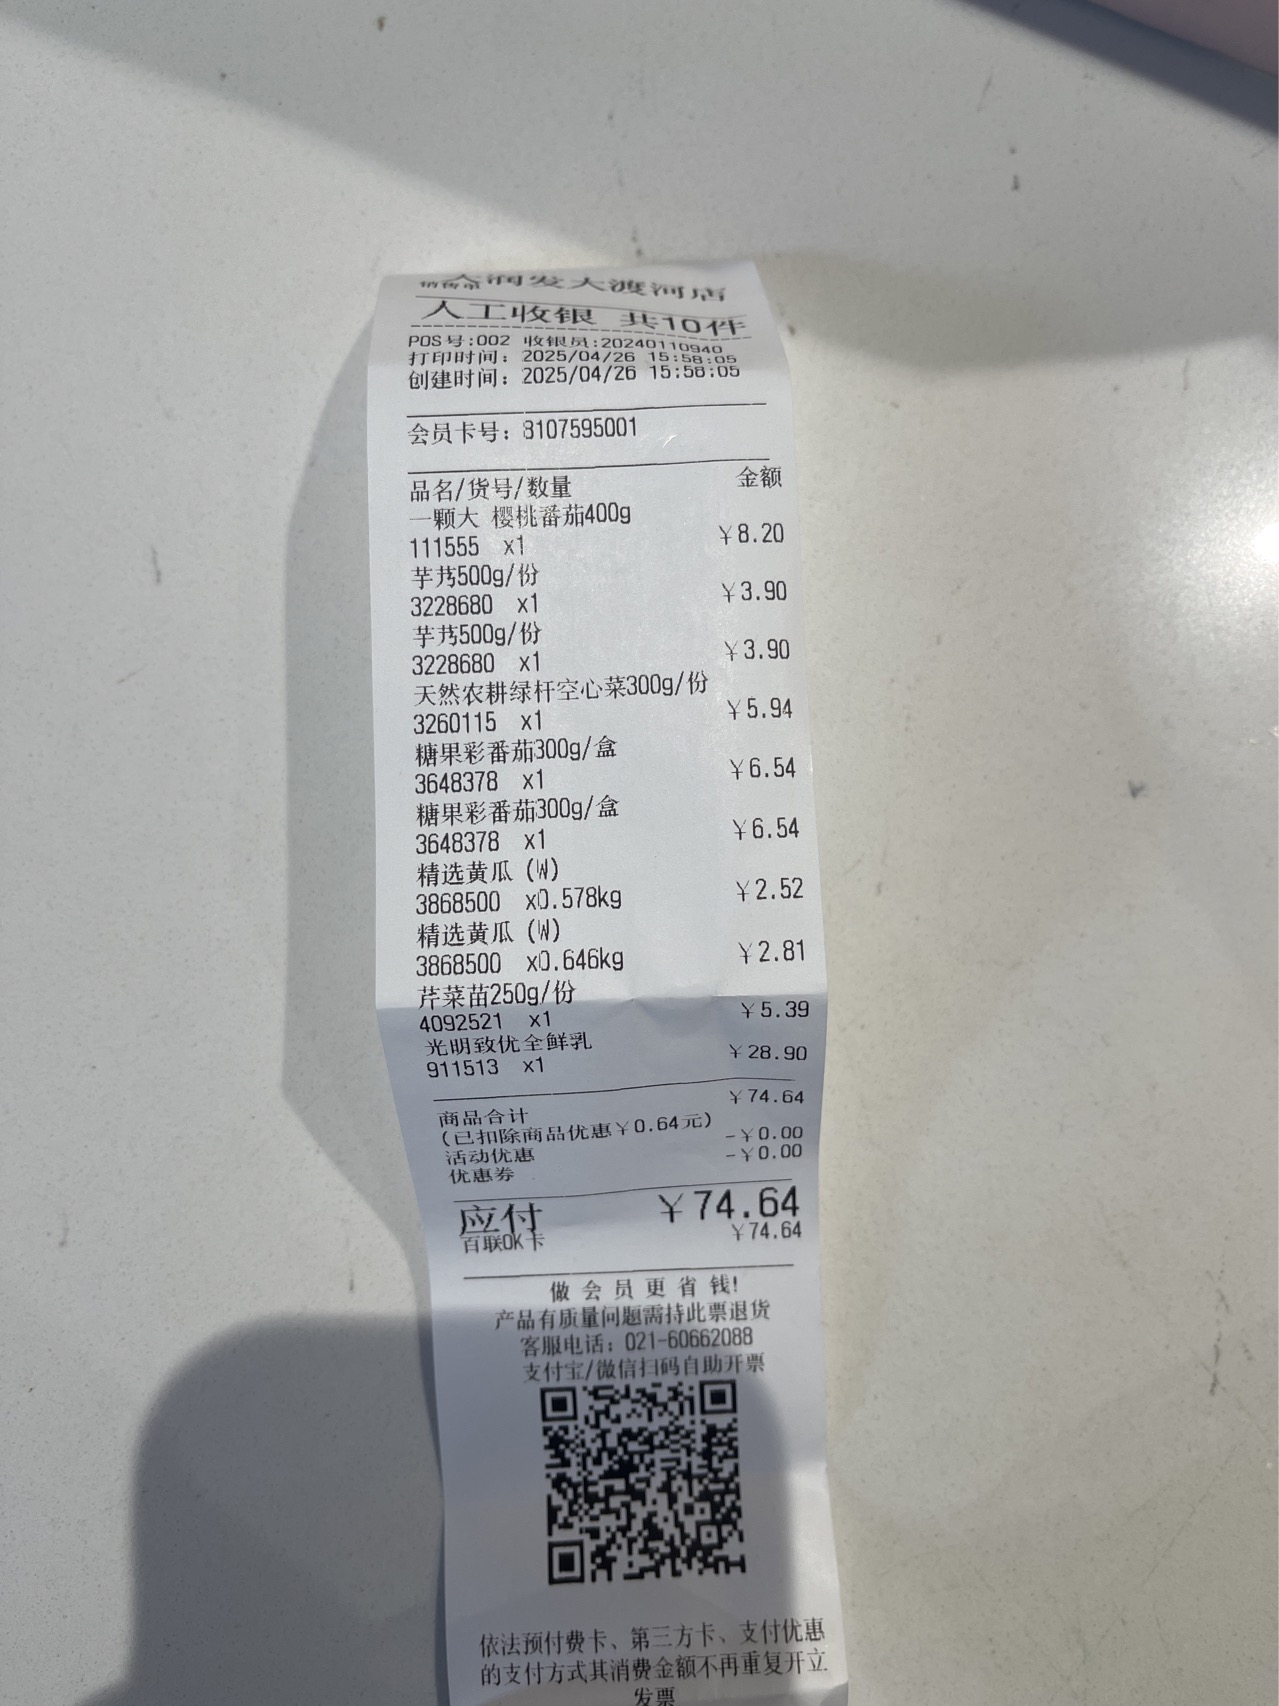 大润发大渡河店
销售单
人工收银 共10件
POS号:002 收银员:20240110940
打印时间: 2025/04/26 15:58:05
创建时间: 2025/04/26 15:58:05
会员卡号: 8107595001
品名/货号/数量 金额
一颗大 樱桃番茄400g
111555 x1 ¥8.20
芋艿500g/份
3228680 x1 ¥3.90
芋艿500g/份
3228680 x1 ¥3.90
天然农耕绿杆空心菜300g/份
3260115 x1 ¥5.94
糖果彩番茄300g/盒
3648378 x1 ¥6.54
糖果彩番茄300g/盒
3648378 x1 ¥6.54
精选黄瓜(W)
3868500 x0.578kg ¥2.52
精选黄瓜(W)
3868500 x0.646kg ¥2.81
芹菜苗250g/份
4092521 x1 ¥5.39
光明致优全鲜乳
911513 x1 ¥28.90
商品合计 ¥74.64
(已扣除商品优惠¥0.64元)
活动优惠 -¥0.00
优惠券 -¥0.00
应付 ¥74.64
百联OK卡 ¥74.64
做会员更省钱!
产品有质量问题需持此票退货
客服电话: 021-60662088
支付宝/微信扫码自助开票
依法预付费卡、第三方卡、支付优惠
的支付方式其消费金额不再重复开立
发票